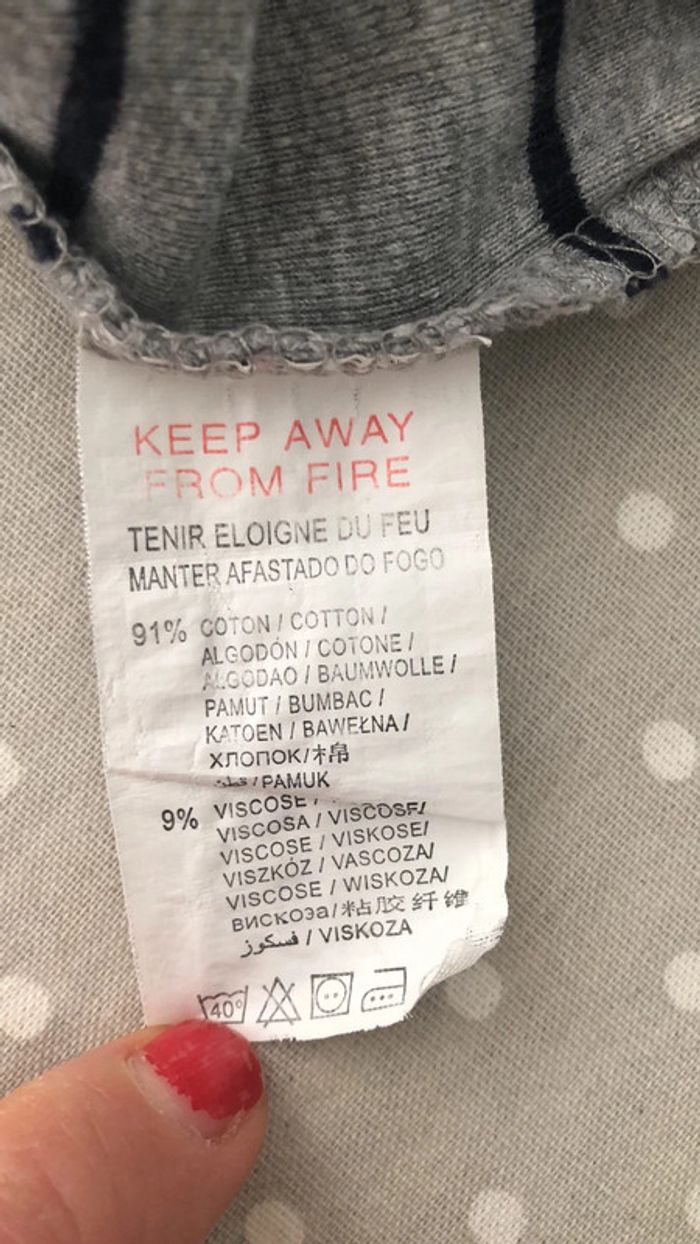 KEEP AWAY
FROM FIRE
TENIR ELOIGNE DU FEU
MANTER AFASTADO DO FOGO
91% COTON / COTTON /
ALGODÓN / COTONE /
ALGODAO / BAUMWOLLE /
PAMUT / BUMBAC /
KATOEN / BAWEŁNA /
ХЛОПОК/棉
/ PAMUK
9% VISCOSE /
VISCOSA / VISCOSE/
VISCOSE / VISKOSE/
VISZKÓZ / VASCOZA/
VISCOSE / WISKOZA/
вискоза/粘胶纤维
فسكوز / VISKOZA
40°